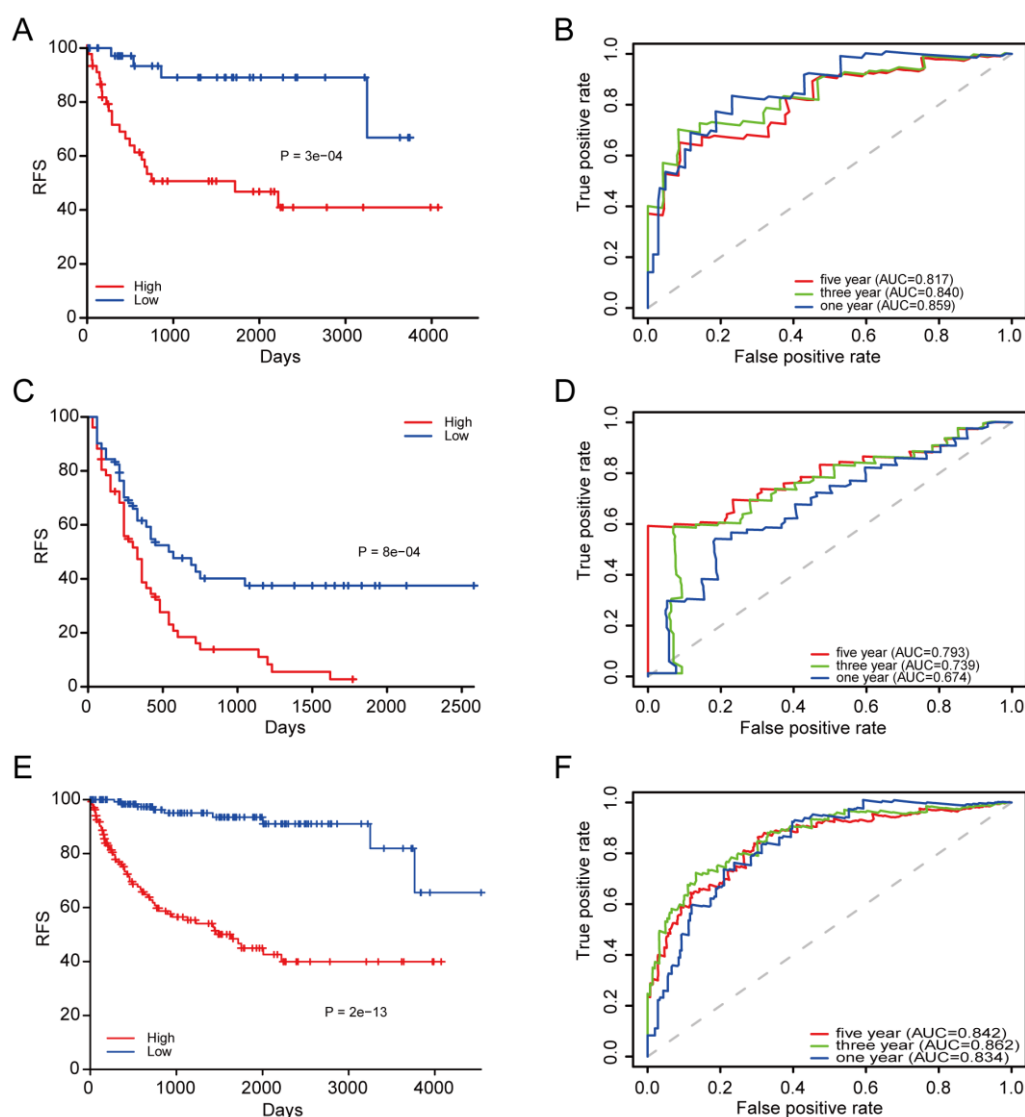 A
100
80
60
40
20
0
RFS
P = 3e−04
High
Low
0 1000 2000 3000 4000
Days
B
1.0
0.8
0.6
0.4
0.2
0.0
True positive rate
five year (AUC=0.817)
three year (AUC=0.840)
one year (AUC=0.859)
0.0 0.2 0.4 0.6 0.8 1.0
False positive rate
C
100
80
60
40
20
0
RFS
High
Low
P = 8e−04
0 500 1000 1500 2000 2500
Days
D
1.0
0.8
0.6
0.4
0.2
0.0
True positive rate
five year (AUC=0.793)
three year (AUC=0.739)
one year (AUC=0.674)
0.0 0.2 0.4 0.6 0.8 1.0
False positive rate
E
100
80
60
40
20
0
RFS
P = 2e−13
High
Low
0 1000 2000 3000 4000
Days
F
1.0
0.8
0.6
0.4
0.2
0.0
True positive rate
five year (AUC=0.842)
three year (AUC=0.862)
one year (AUC=0.834)
0.0 0.2 0.4 0.6 0.8 1.0
False positive rate